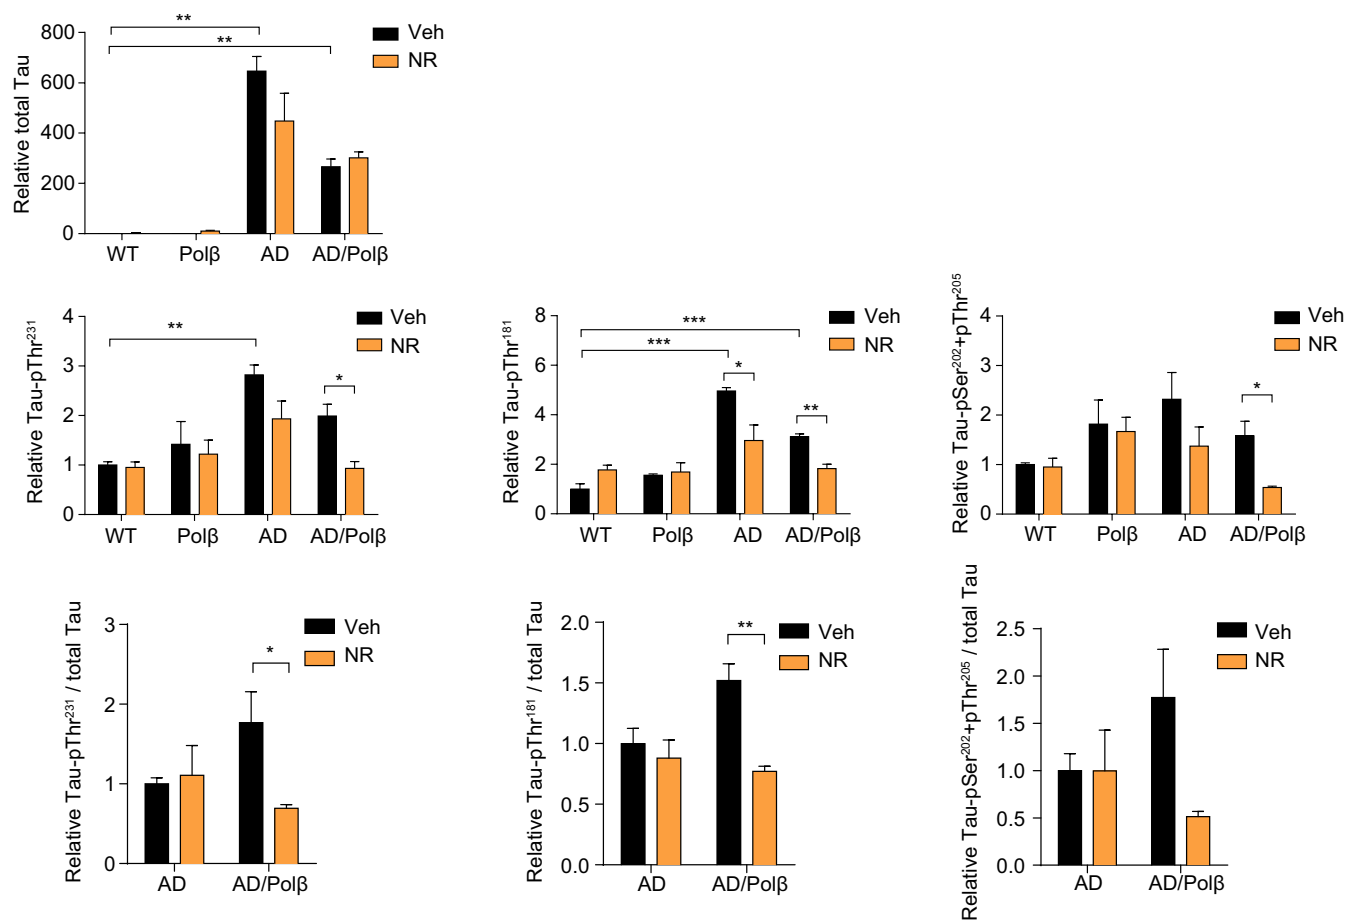 Relative total Tau
800
600
400
200
0
**
**
Veh
NR
WT Polβ AD AD/Polβ
Relative Tau-pThr²³¹
4
3
2
1
0
**
*
Veh
NR
WT Polβ AD AD/Polβ
Relative Tau-pThr¹⁸¹
8
6
4
2
0
***
***
*
**
Veh
NR
WT Polβ AD AD/Polβ
Relative Tau-pSer²⁰²+pThr²⁰⁵
4
3
2
1
0
*
Veh
NR
WT Polβ AD AD/Polβ
Relative Tau-pThr²³¹ / total Tau
3
2
1
0
*
Veh
NR
AD AD/Polβ
Relative Tau-pThr¹⁸¹ / total Tau
2.0
1.5
1.0
0.5
0.0
**
Veh
NR
AD AD/Polβ
Relative Tau-pSer²⁰²+pThr²⁰⁵ / total Tau
2.5
2.0
1.5
1.0
0.5
0.0
Veh
NR
AD AD/Polβ